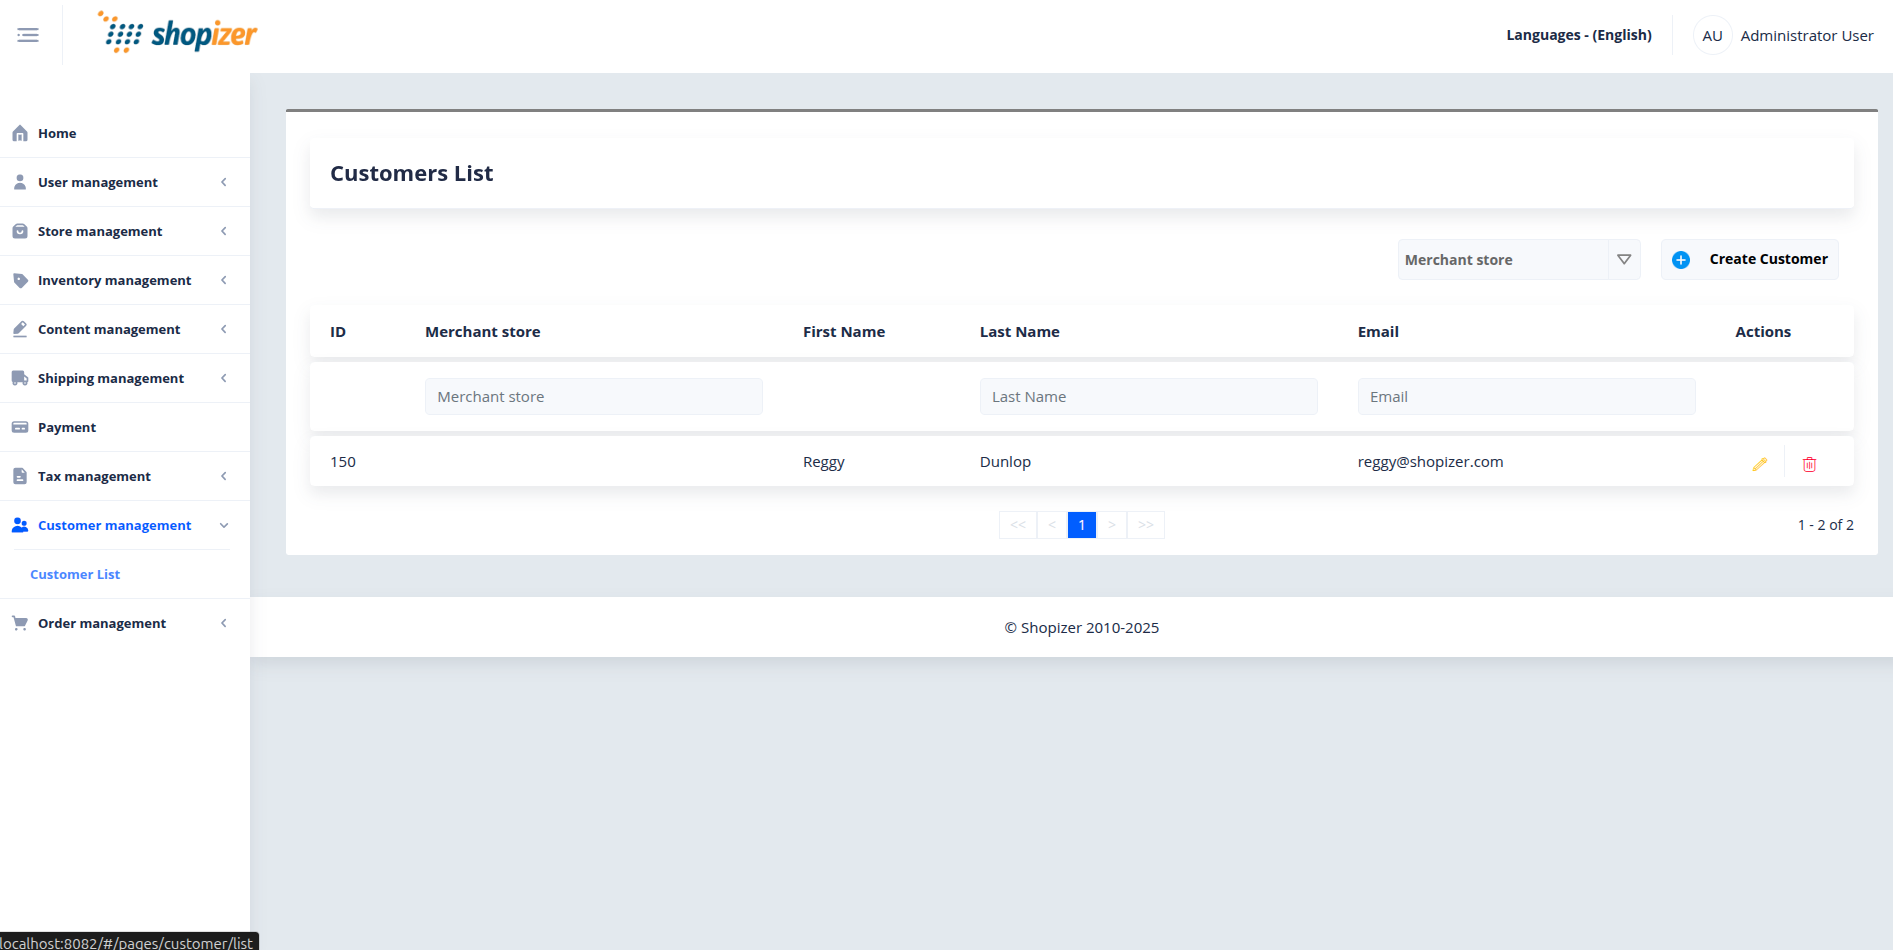 shopizer
Languages - (English)
AU
Administrator User
Home
User management
Store management
Inventory management
Content management
Shipping management
Payment
Tax management
Customer management
Customer List
Order management
Customers List
Merchant store
Create Customer
ID Merchant store First Name Last Name Email Actions
Merchant store Last Name Email
150 Reggy Dunlop reggy@shopizer.com
<< < 1 > >>
1 - 2 of 2
© Shopizer 2010-2025
localhost:8082/#/pages/customer/list